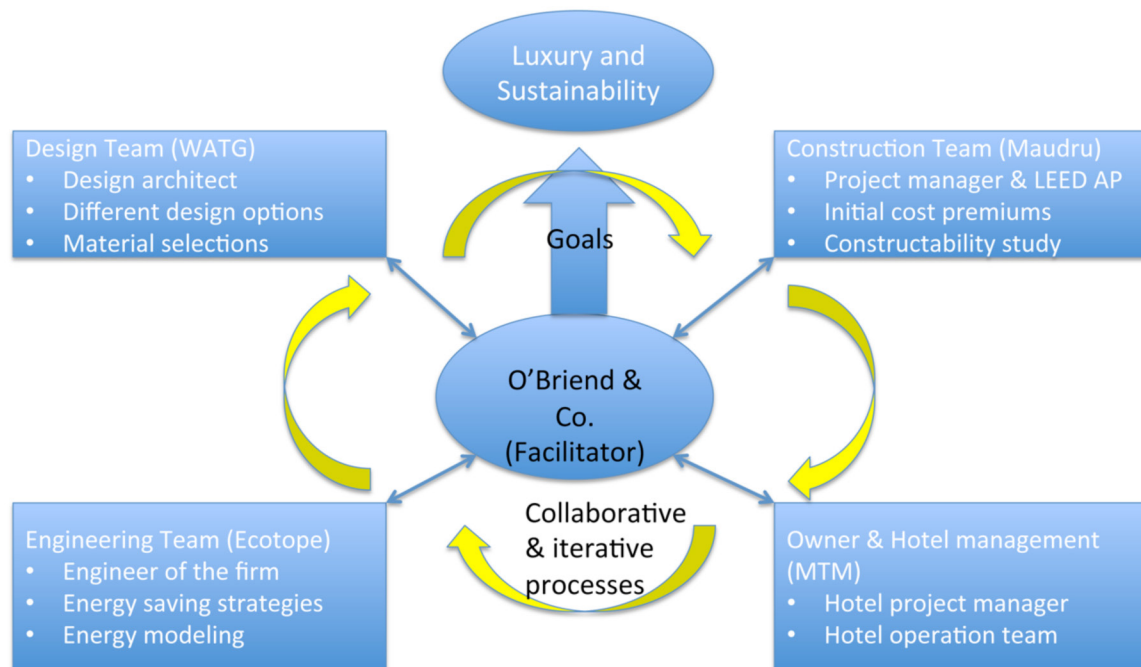 Luxury and
Sustainability
Design Team (WATG)
• Design architect
• Different design options
• Material selections
Construction Team (Maudru)
• Project manager & LEED AP
• Initial cost premiums
• Constructability study
Goals
O’Briend &
Co.
(Facilitator)
Collaborative
& iterative
processes
Engineering Team (Ecotope)
• Engineer of the firm
• Energy saving strategies
• Energy modeling
Owner & Hotel management
(MTM)
• Hotel project manager
• Hotel operation team